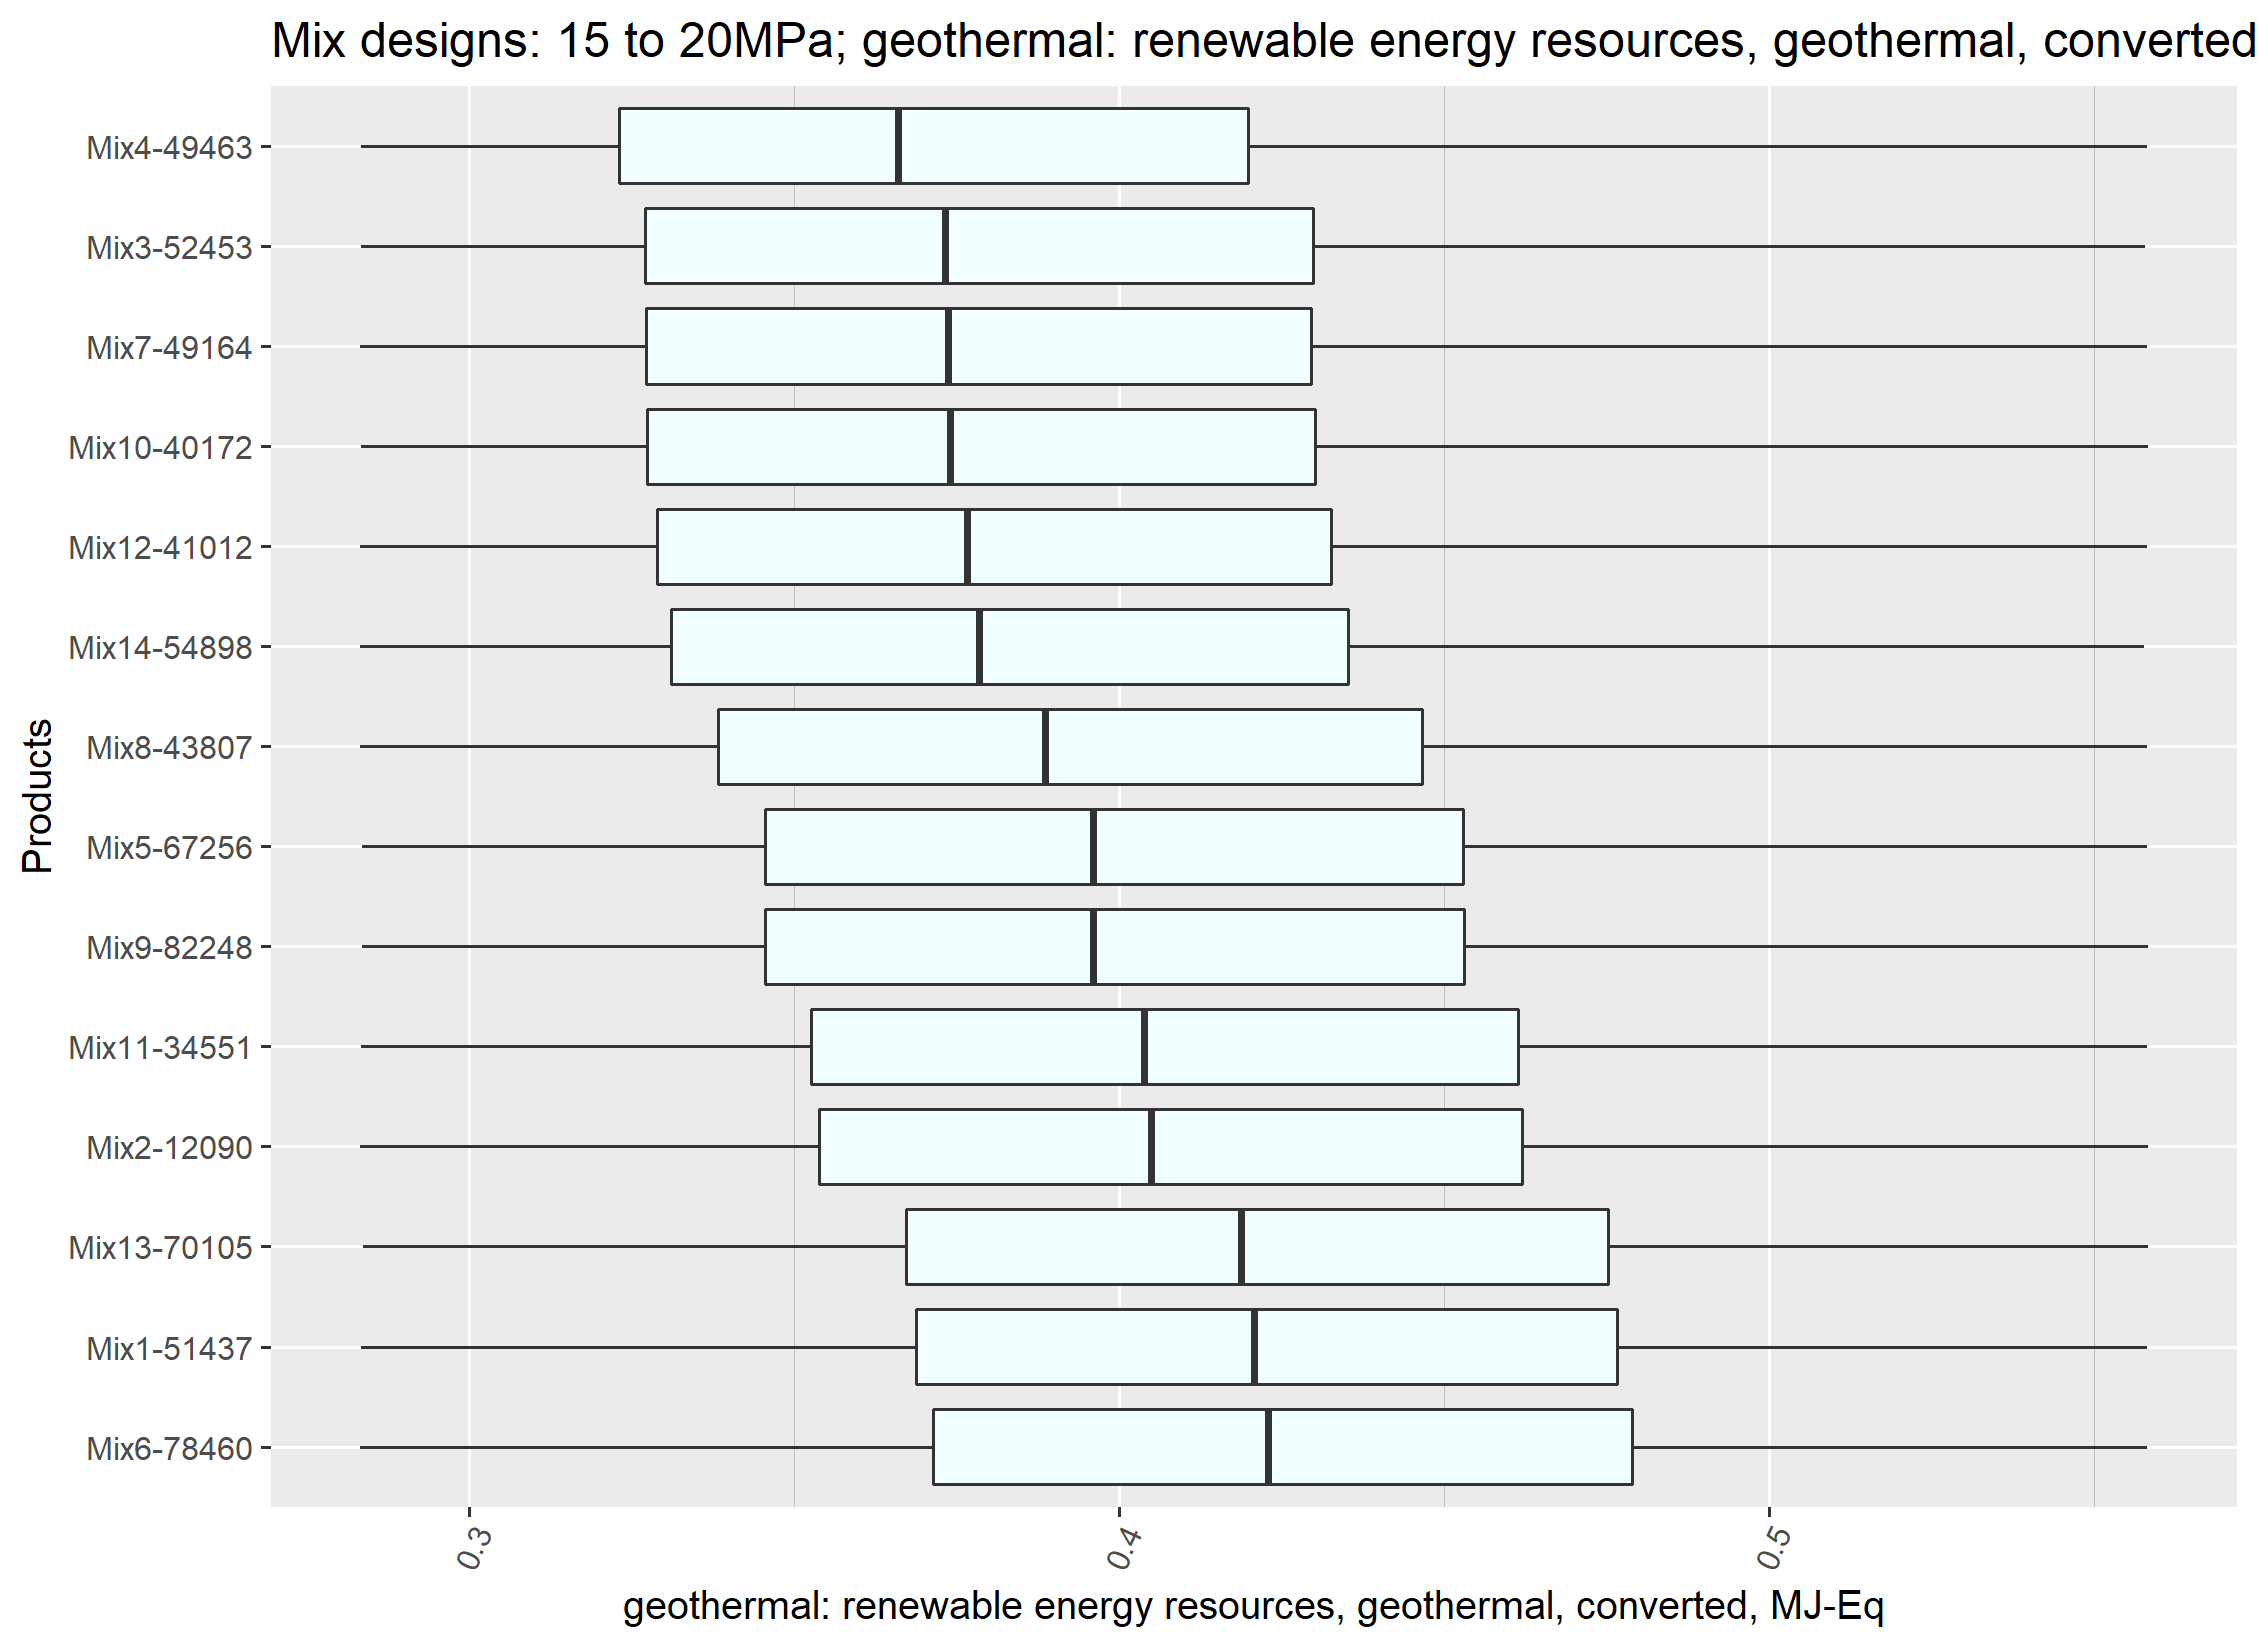 Mix designs: 15 to 20MPa; geothermal: renewable energy resources, geothermal, converted
Products
Mix4-49463
Mix3-52453
Mix7-49164
Mix10-40172
Mix12-41012
Mix14-54898
Mix8-43807
Mix5-67256
Mix9-82248
Mix11-34551
Mix2-12090
Mix13-70105
Mix1-51437
Mix6-78460
0.3
0.4
0.5
geothermal: renewable energy resources, geothermal, converted, MJ-Eq